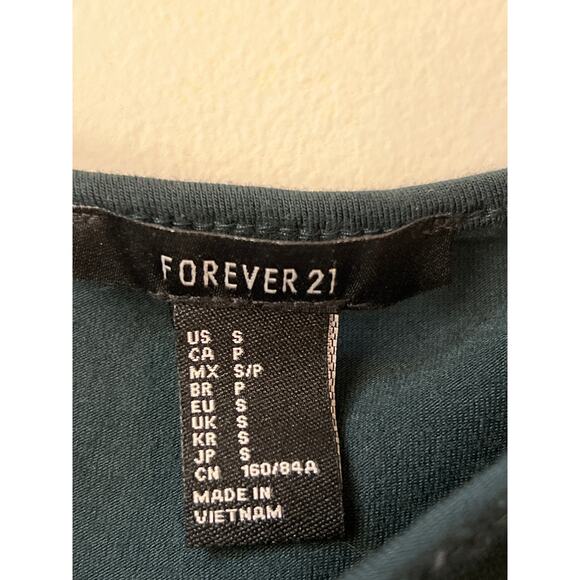 FOREVER 21
US S
CA P
MX S/P
BR P
EU S
UK S
KR S
JP S
CN 160/84A
MADE IN
VIETNAM